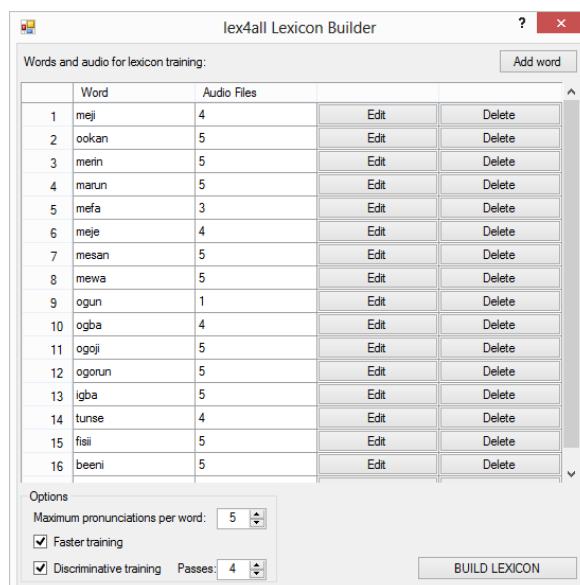 lex4all Lexicon Builder ? ×
Words and audio for lexicon training: Add word
Word Audio Files
1 meji 4 Edit Delete
2 ookan 5 Edit Delete
3 merin 5 Edit Delete
4 marun 5 Edit Delete
5 mefa 3 Edit Delete
6 meje 4 Edit Delete
7 mesan 5 Edit Delete
8 mewa 5 Edit Delete
9 ogun 1 Edit Delete
10 ogba 4 Edit Delete
11 ogoji 5 Edit Delete
12 ogorun 5 Edit Delete
13 igba 5 Edit Delete
14 tunse 4 Edit Delete
15 fisii 5 Edit Delete
16 beeni 5 Edit Delete
Options
Maximum pronunciations per word: 5
Faster training
Discriminative training Passes: 4 BUILD LEXICON